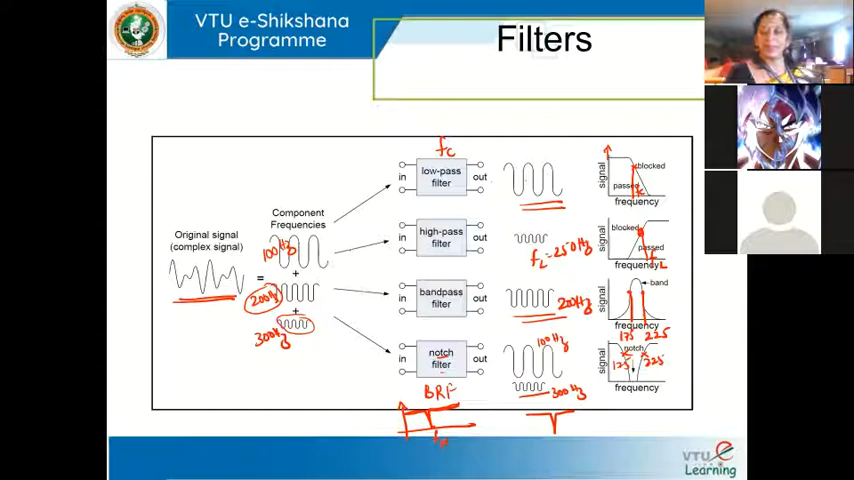 VTU e-Shikshana
Programme
Filters
fc
low-pass
filter
in
out
signal
blocked
passed
frequency
Component
Frequencies
Original signal
(complex signal)
=
100Hz
+
200Hz
+
300Hz
high-pass
filter
in
out
fL=250Hz
signal
blocked
passed
fL
frequency
bandpass
filter
in
out
200Hz
signal
band
frequency
175 225
notch
filter
in
out
100Hz
300Hz
signal
notch
175 225
frequency
BRF
VTU e
Learning